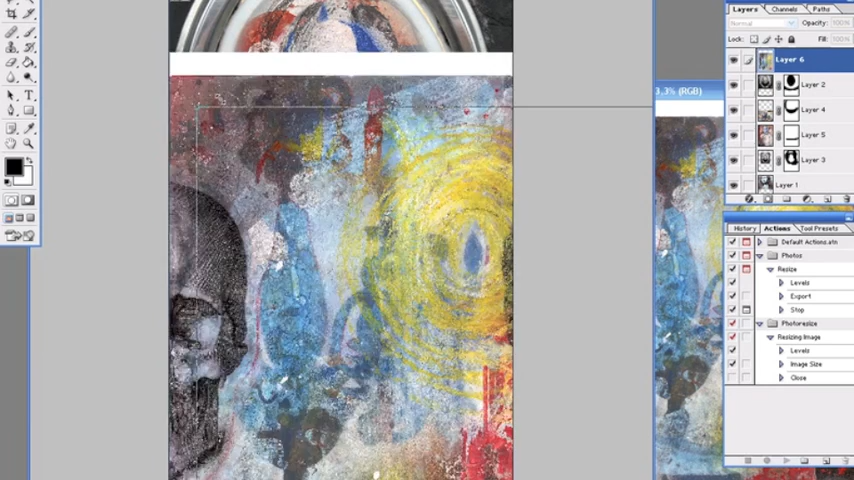 Layers Channels Paths
Normal Opacity: 100%
Lock: Fill: 100%
Layer 6
3.3% (RGB)
Layer 2
Layer 4
Layer 5
Layer 3
Layer 1
History Actions Tool Presets
Default Actions.atn
Photos
Resize
Levels
Export
Stop
Photoresize
Resizing Image
Levels
Image Size
Close